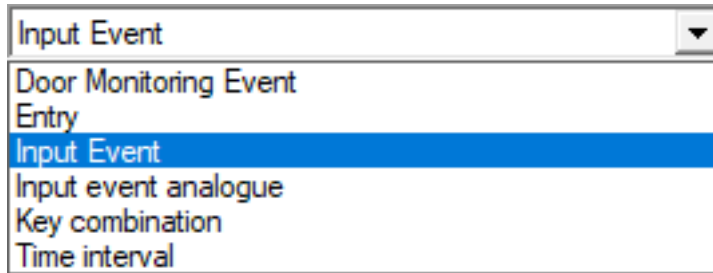 Input Event
Door Monitoring Event
Entry
Input Event
Input event analogue
Key combination
Time interval